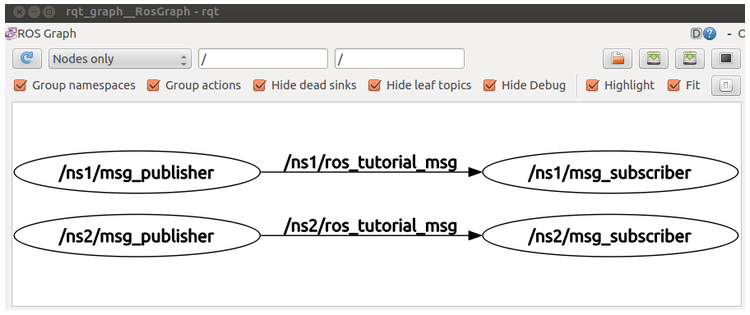 rqt_graph__RosGraph - rqt
ROS Graph D ? - O
Nodes only / /
Group namespaces Group actions Hide dead sinks Hide leaf topics Hide Debug Highlight Fit
/ns1/msg_publisher /ns1/ros_tutorial_msg /ns1/msg_subscriber
/ns2/msg_publisher /ns2/ros_tutorial_msg /ns2/msg_subscriber